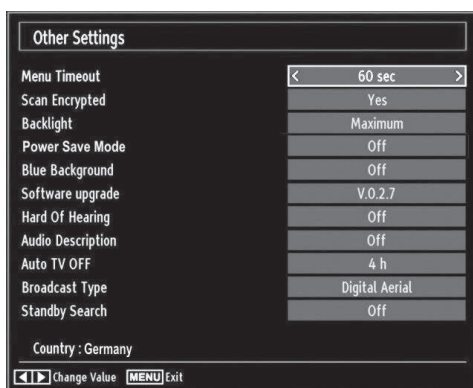 Other Settings
Menu Timeout < 60 sec >
Scan Encrypted Yes
Backlight Maximum
Power Save Mode Off
Blue Background Off
Software upgrade V.0.2.7
Hard Of Hearing Off
Audio Description Off
Auto TV OFF 4 h
Broadcast Type Digital Aerial
Standby Search Off
Country : Germany
Change Value MENU Exit